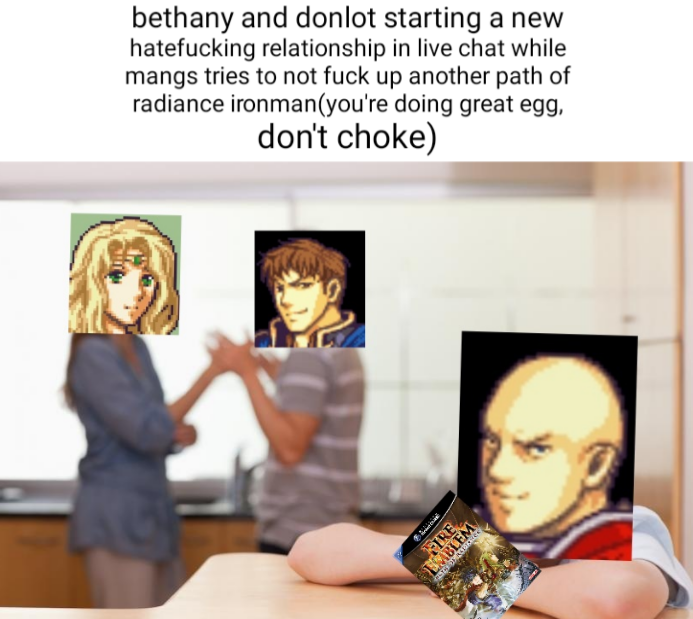 bethany and donlot starting a new
hatefucking relationship in live chat while
mangs tries to not fuck up another path of
radiance ironman(you're doing great egg,
don't choke)
FIRE
EMBLEM